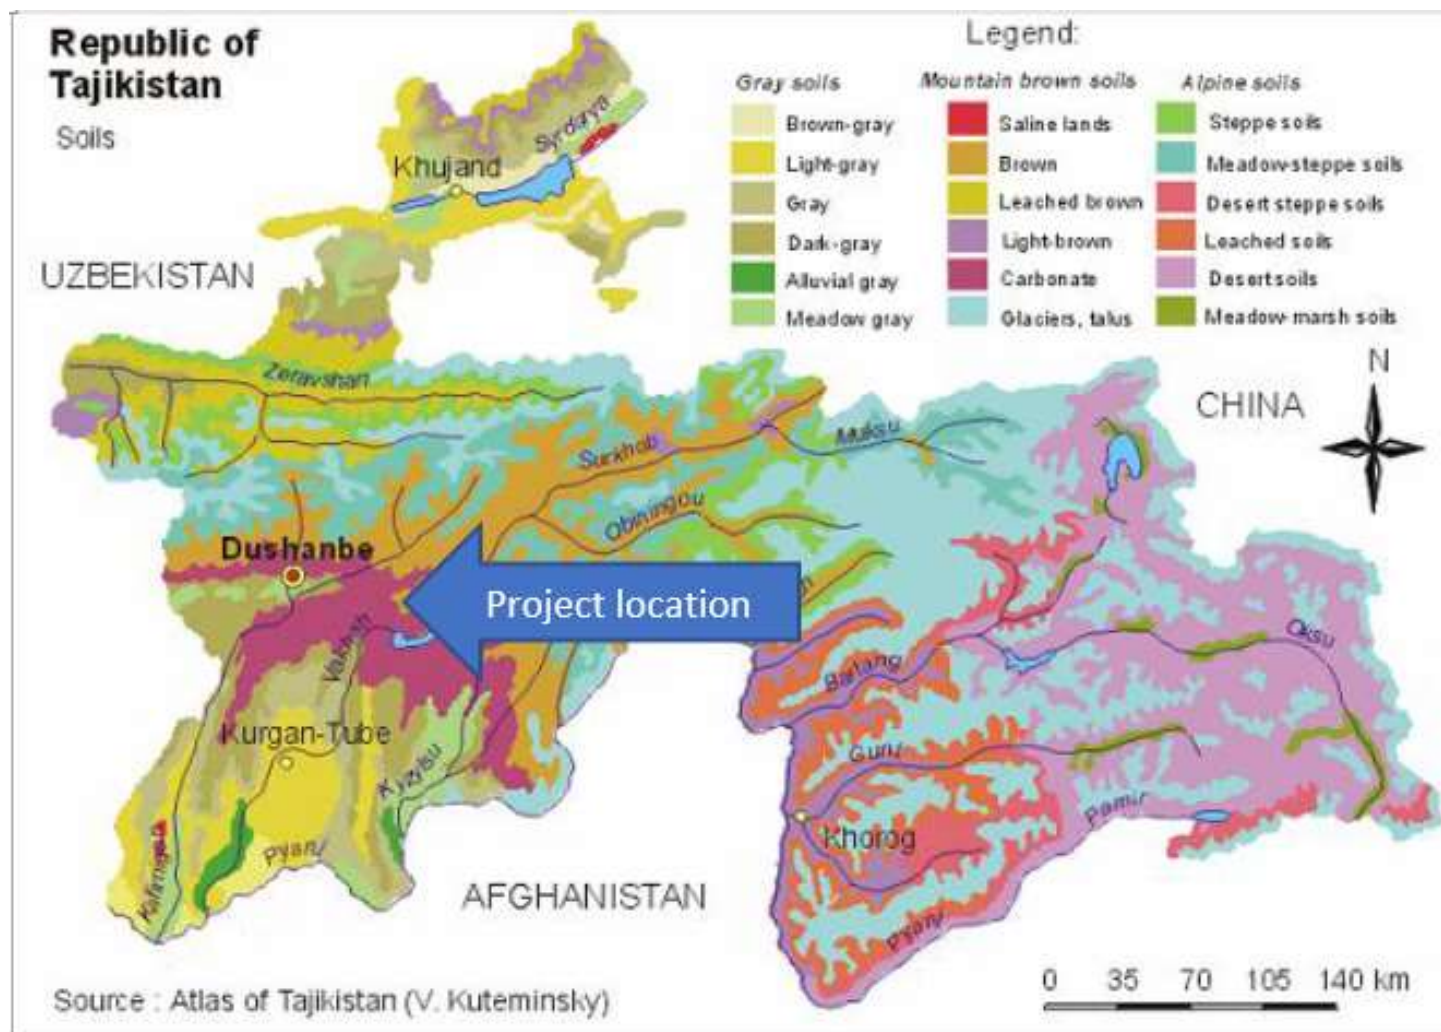 Republic of
Tajikistan
Soils
Legend:
Gray soils
Brown-gray
Light-gray
Gray
Dark-gray
Alluvial gray
Meadow gray
Mountain brown soils
Saline lands
Brown
Leached brown
Light-brown
Carbonate
Glaciers, talus
Alpine soils
Steppe soils
Meadow-steppe soils
Desert steppe soils
Leached soils
Desert soils
Meadow-marsh soils
Syrdarya
Khujand
UZBEKISTAN
N
CHINA
Zeravshan
Surkhob
Muksu
Obihingou
Dushanbe
Project location
Vakhsh
Bartang
Oksu
Kurgan-Tube
Kyzylsu
Gunt
Pamir
Khorog
Pyanj
AFGHANISTAN
Pyanj
0 35 70 105 140 km
Source : Atlas of Tajikistan (V. Kuteminsky)